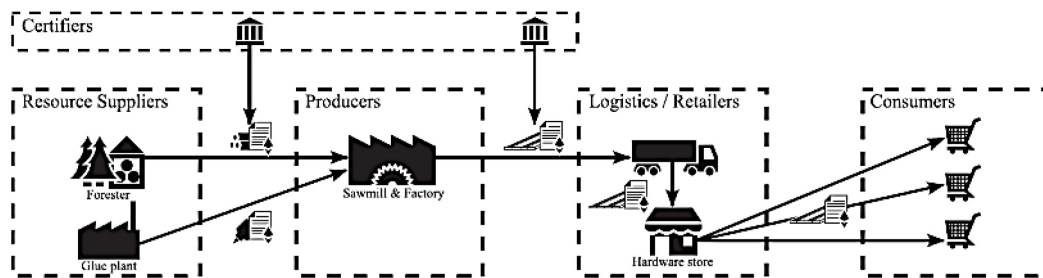 Certifiers
Resource Suppliers
Producers
Logistics / Retailers
Consumers
Forester
Sawmill & Factory
Glue plant
Hardware store